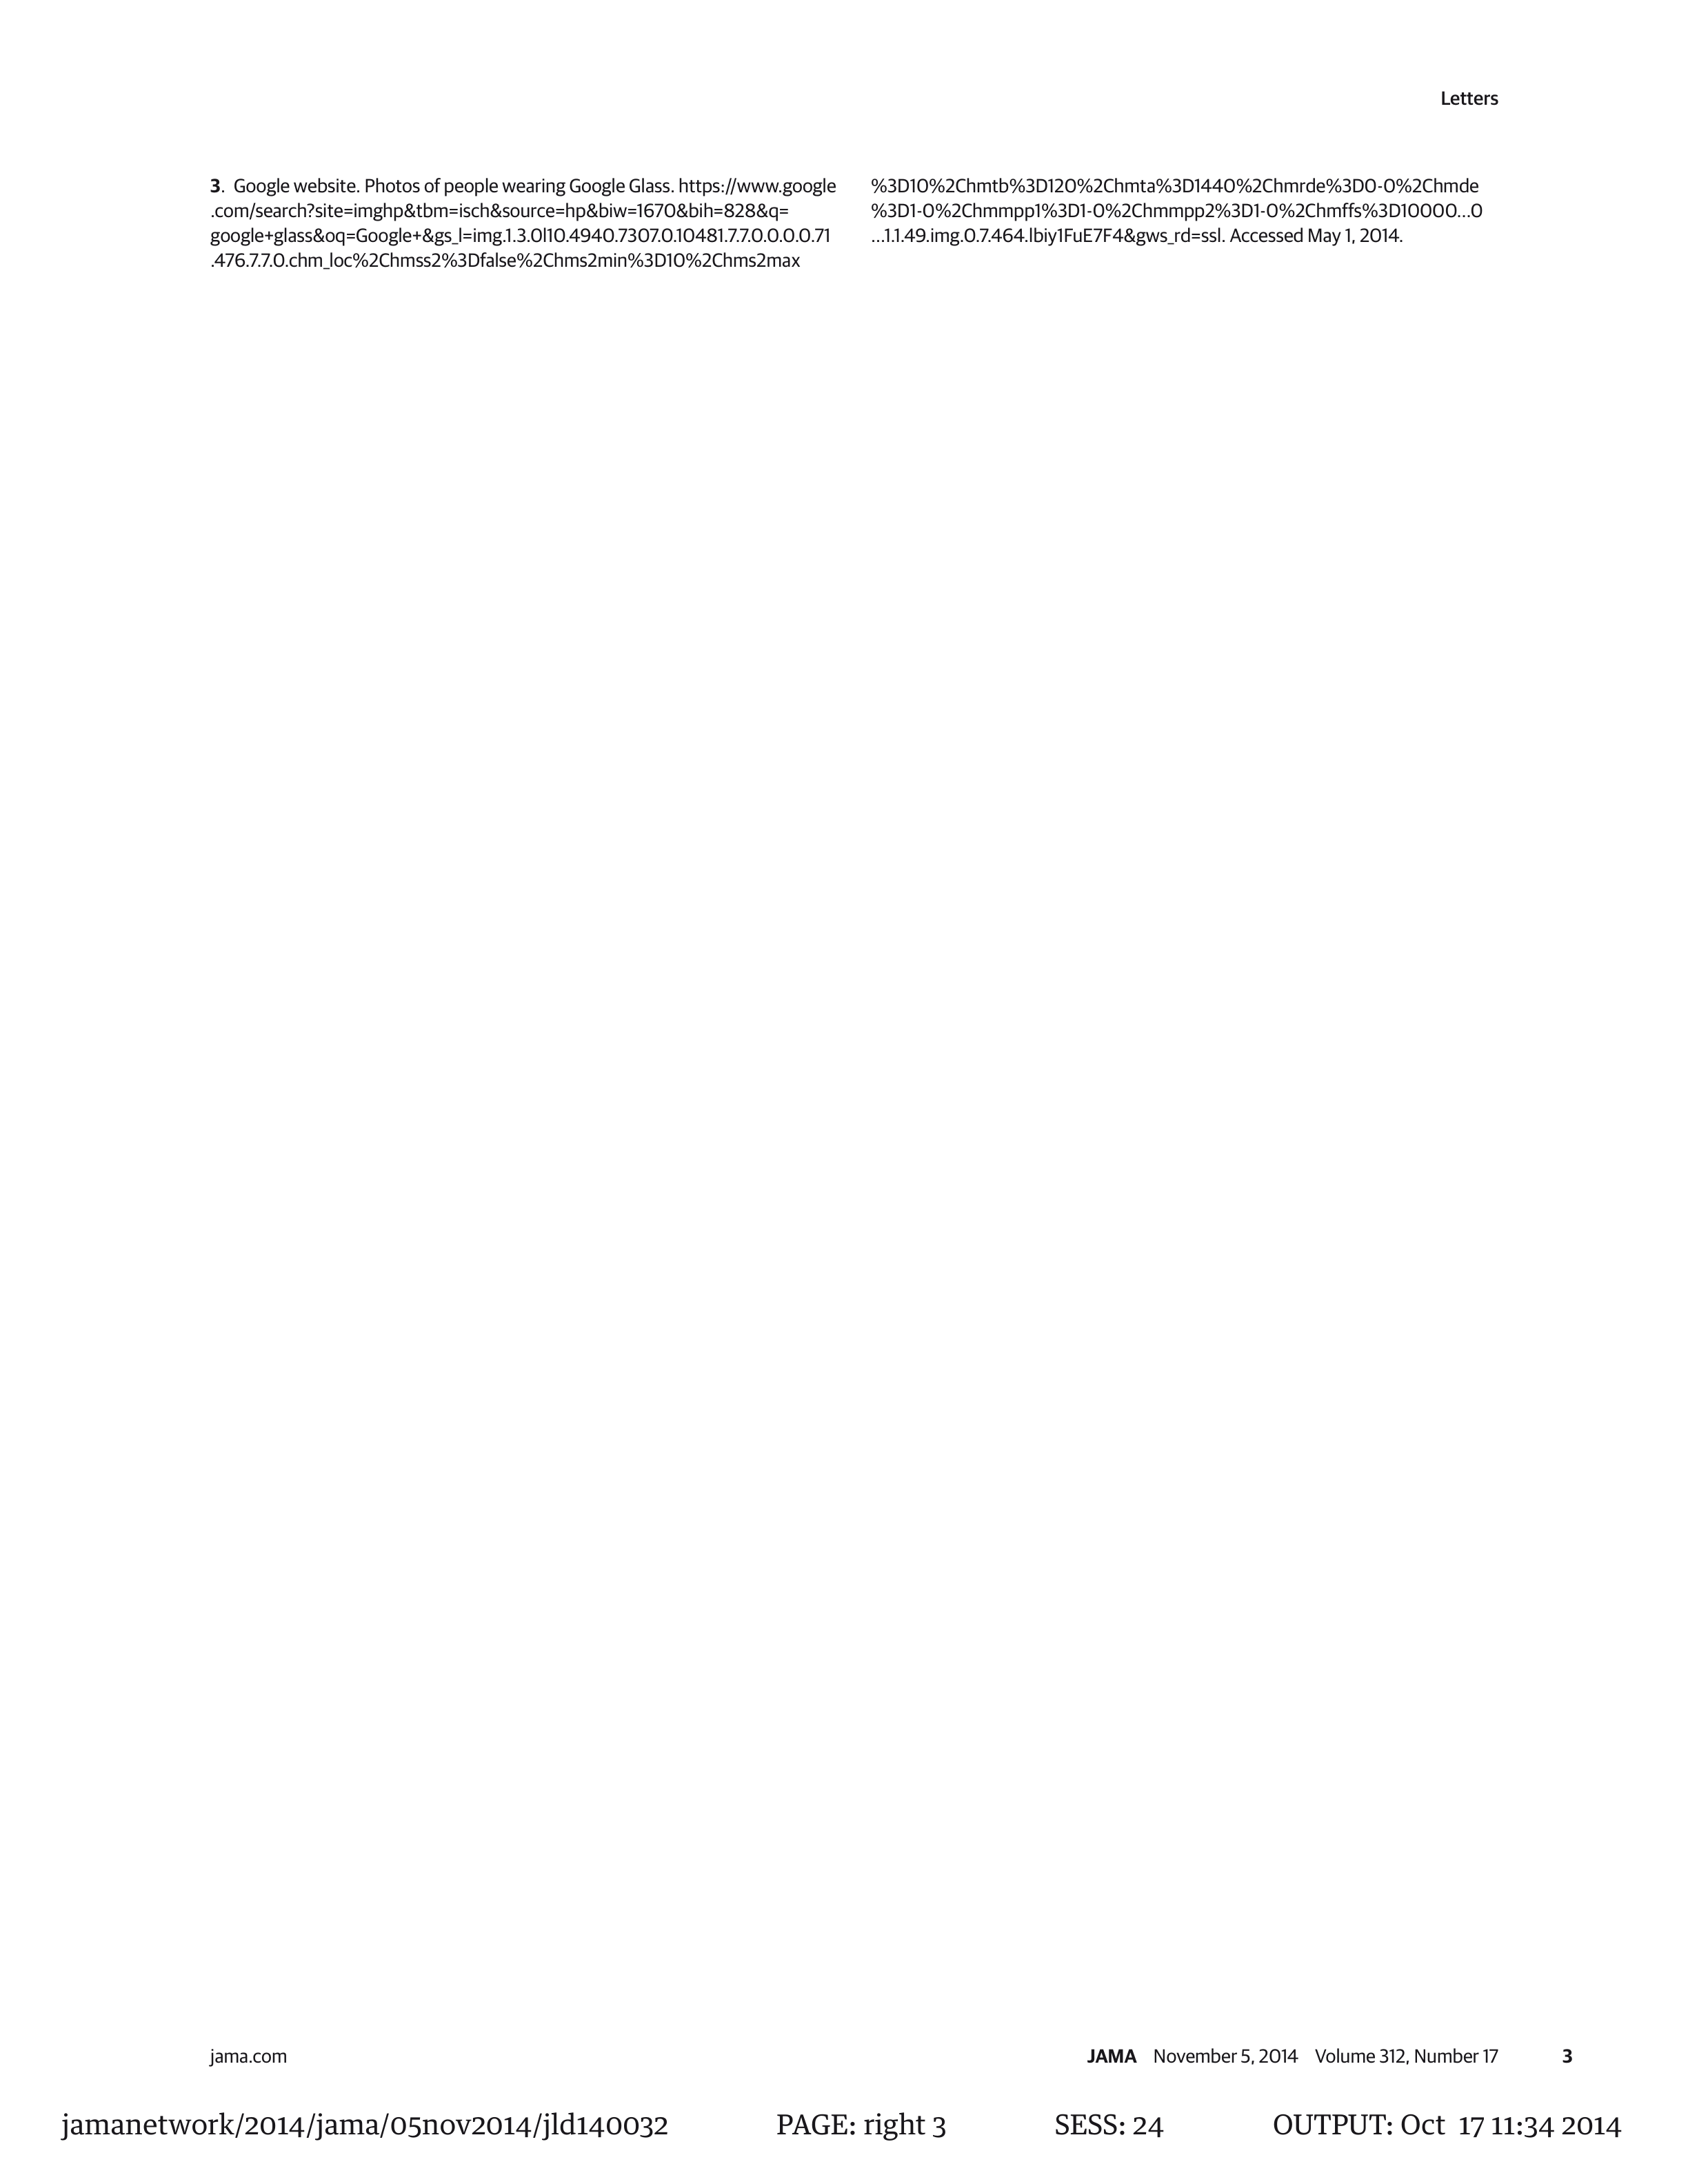 Letters
3. Google website. Photos of people wearing Google Glass. https://www.google
.com/search?site=imghp&tbm=isch&source=hp&biw=1670&bih=828&q=
google+glass&oq=Google+&gs_l=img.1.3.0l10.4940.7307.0.10481.7.7.0.0.0.0.71
.476.7.7.0.chm_loc%2Chmss2%3Dfalse%2Chms2min%3D10%2Chms2max
%3D10%2Chmtb%3D120%2Chmta%3D1440%2Chmrde%3D0-0%2Chmde
%3D1-0%2Chmmpp1%3D1-0%2Chmmpp2%3D1-0%2Chmffs%3D10000...0
...1.1.49.img.0.7.464.lbiy1FuE7F4&gws_rd=ssl. Accessed May 1, 2014.
jama.com JAMA November 5, 2014 Volume 312, Number 17 3
jamanetwork/2014/jama/05nov2014/jld140032 PAGE: right 3 SESS: 24 OUTPUT: Oct 17 11:34 2014